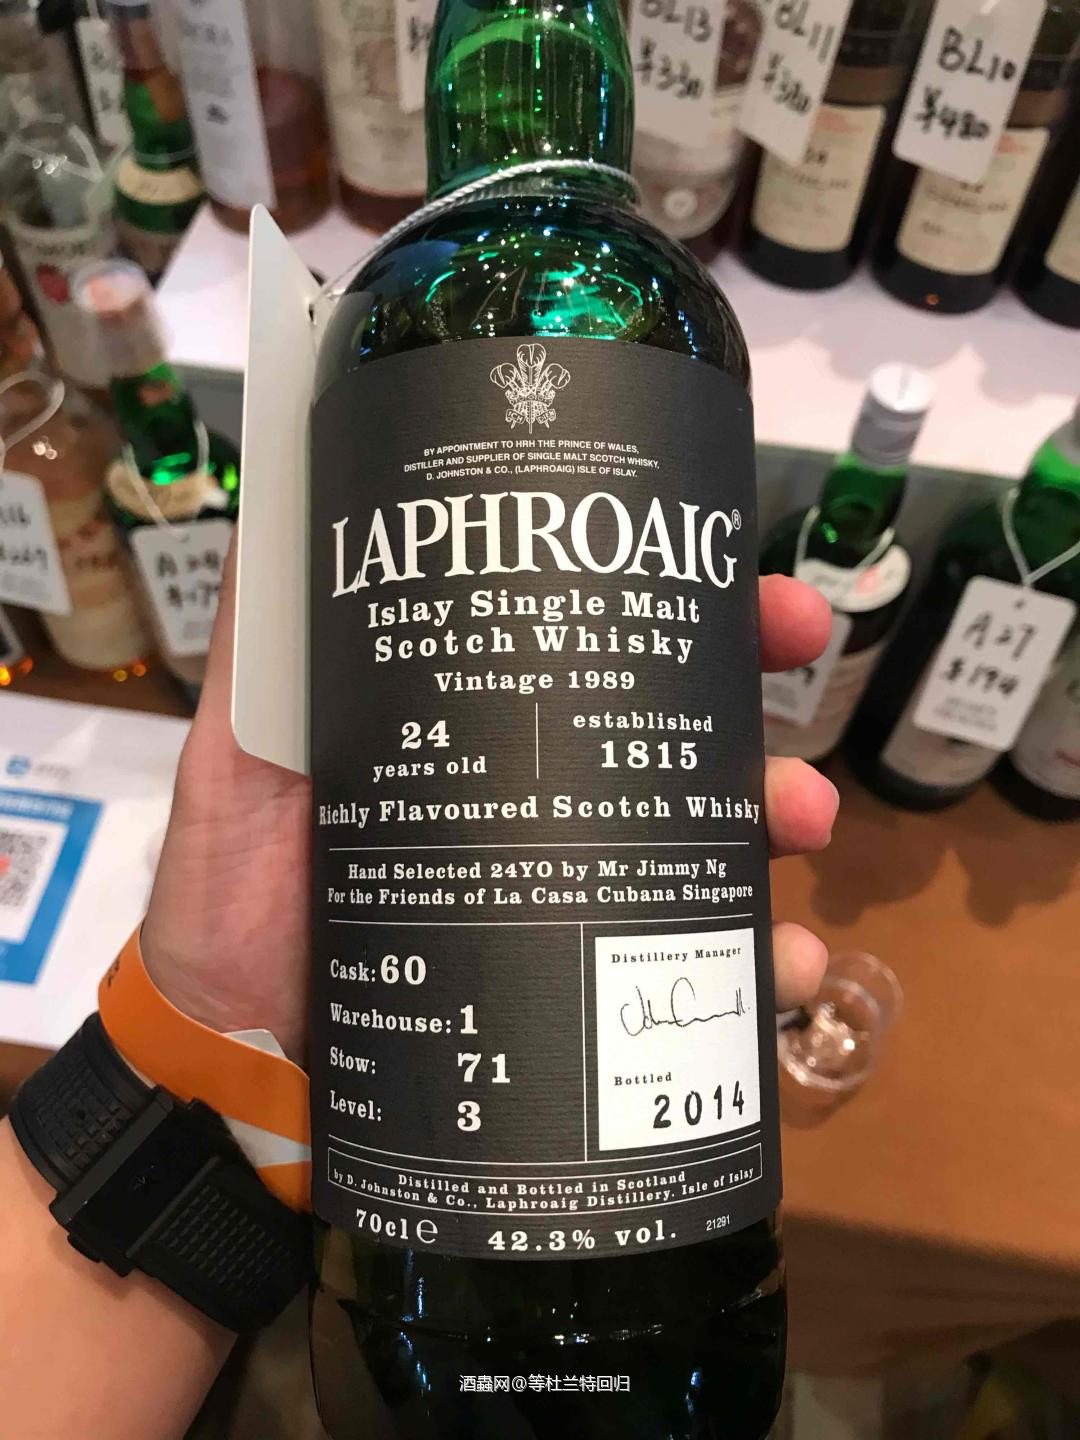 BL13
¥330
BL11
¥380
BL10
¥480
BY APPOINTMENT TO HRH THE PRINCE OF WALES,
DISTILLER AND SUPPLIER OF SINGLE MALT SCOTCH WHISKY,
D. JOHNSTON & CO., (LAPHROAIG) ISLE OF ISLAY.
LAPHROAIG®
Islay Single Malt
Scotch Whisky
Vintage 1989
24
years old
established
1815
Richly Flavoured Scotch Whisky
Hand Selected 24YO by Mr Jimmy Ng
For the Friends of La Casa Cubana Singapore
Cask: 60
Warehouse: 1
Stow: 71
Level: 3
Distillery Manager
Bottled
2014
Distilled and Bottled in Scotland
by D. Johnston & Co., Laphroaig Distillery. Isle of Islay
70cl e
42.3% vol.
21291
A27
¥194
酒蟲网@等杜兰特回归